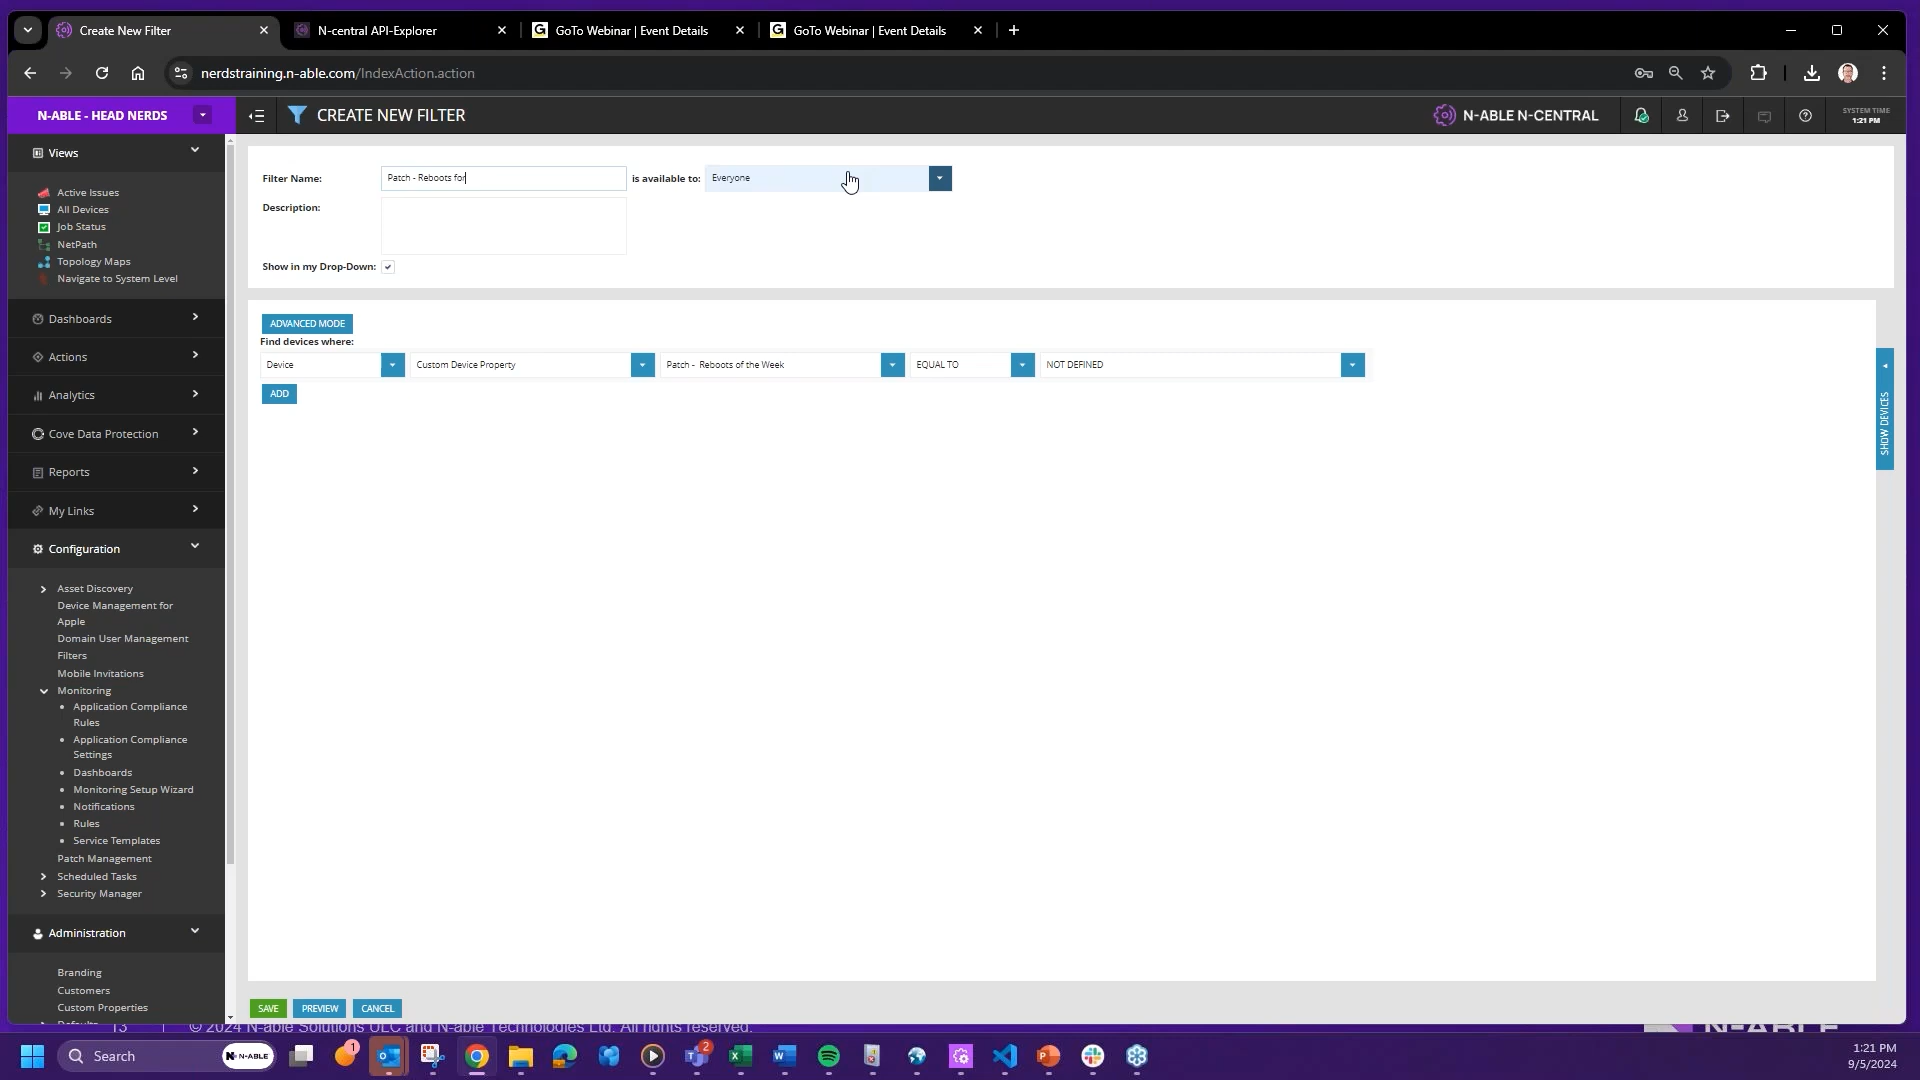 Create New Filter
N-central API-Explorer
GoTo Webinar | Event Details
GoTo Webinar | Event Details
nerdstraining.n-able.com/IndexAction.action
N-ABLE - HEAD NERDS
CREATE NEW FILTER
N-ABLE N-CENTRAL
SYSTEM TIME
1:21 PM
Views
Active Issues
All Devices
Job Status
NetPath
Topology Maps
Navigate to System Level
Dashboards
Actions
Analytics
Cove Data Protection
Reports
My Links
Configuration
Asset Discovery
Device Management for
Apple
Domain User Management
Filters
Mobile Invitations
Monitoring
Application Compliance
Rules
Application Compliance
Settings
Dashboards
Monitoring Setup Wizard
Notifications
Rules
Service Templates
Patch Management
Scheduled Tasks
Security Manager
Administration
Branding
Customers
Custom Properties
Defaults
Filter Name:
Patch - Reboots for
is available to:
Everyone
Description:
Show in my Drop-Down:
ADVANCED MODE
Find devices where:
Device
Custom Device Property
Patch - Reboots of the Week
EQUAL TO
NOT DEFINED
ADD
SHOW DEVICES
SAVE
PREVIEW
CANCEL
13
© 2024 N-able Solutions ULC and N-able Technologies Ltd. All rights reserved.
N-ABLE
Search
N-ABLE
1
2
1:21 PM
9/5/2024